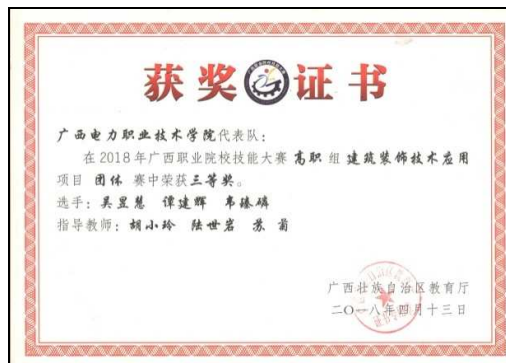 获奖证书
广西电力职业技术学院代表队：
在2018年广西职业院校技能大赛 高职 组 建筑装饰技术应用
项目 团体 赛中荣获三等奖。
选手：吴昱慧 谭建辉 韦臻磷
指导教师：胡小玲 陆世岩 苏菊
广西壮族自治区教育厅
二〇一八年四月十三日